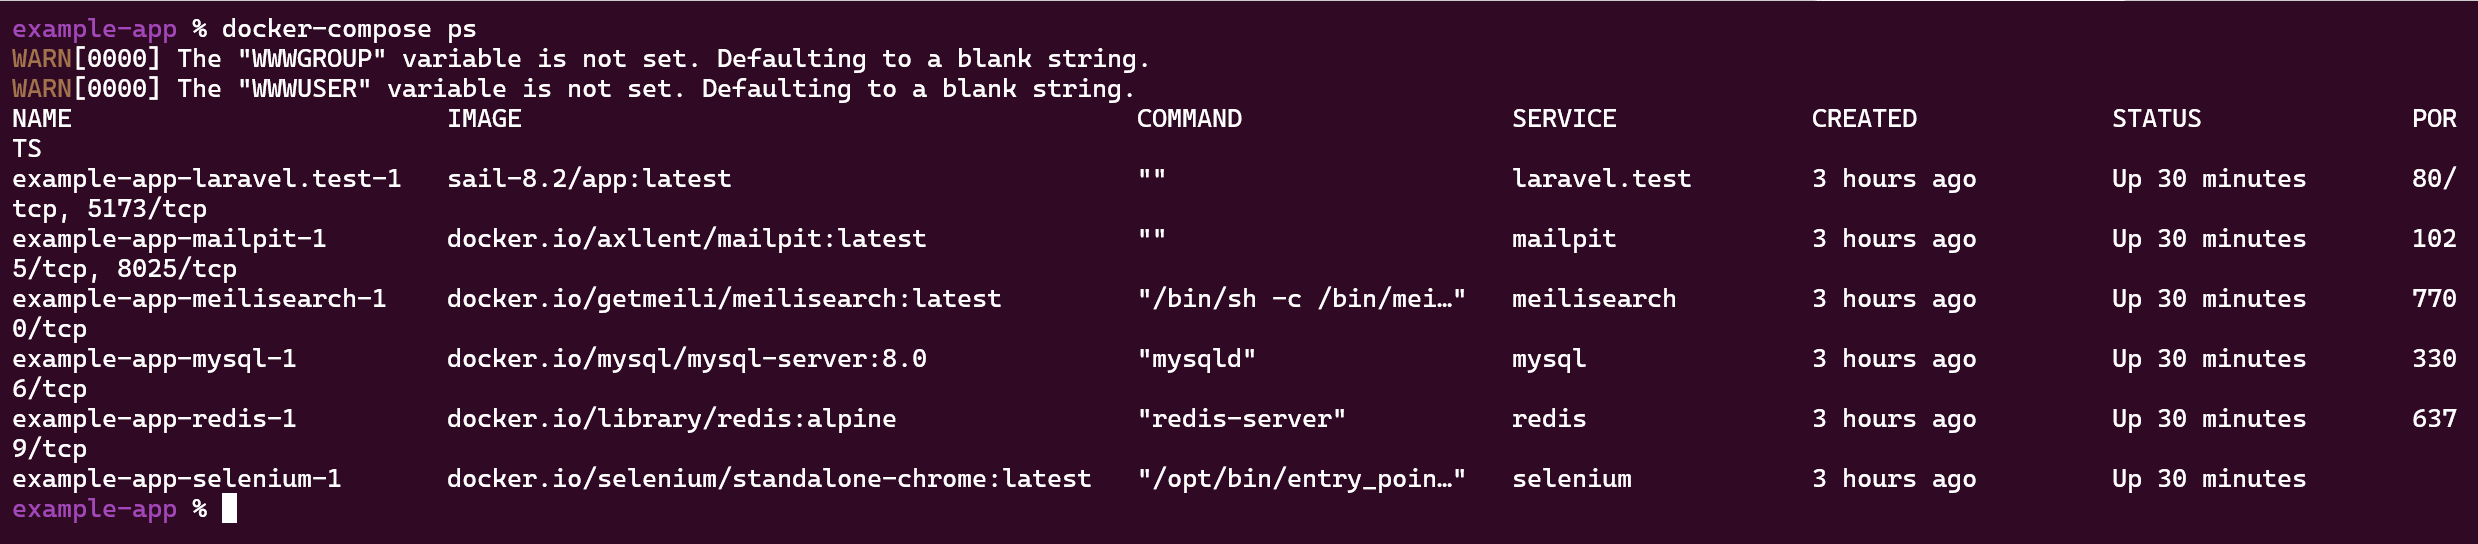 example-app % docker-compose ps
WARN[0000] The "WWWGROUP" variable is not set. Defaulting to a blank string.
WARN[0000] The "WWWUSER" variable is not set. Defaulting to a blank string.
NAME                         IMAGE                                         COMMAND                  SERVICE             CREATED             STATUS              POR
TS
example-app-laravel.test-1   sail-8.2/app:latest                           ""                       laravel.test        3 hours ago         Up 30 minutes       80/
tcp, 5173/tcp
example-app-mailpit-1        docker.io/axllent/mailpit:latest              ""                       mailpit             3 hours ago         Up 30 minutes       102
5/tcp, 8025/tcp
example-app-meilisearch-1    docker.io/getmeili/meilisearch:latest         "/bin/sh -c /bin/mei…"   meilisearch         3 hours ago         Up 30 minutes       770
0/tcp
example-app-mysql-1          docker.io/mysql/mysql-server:8.0              "mysqld"                 mysql               3 hours ago         Up 30 minutes       330
6/tcp
example-app-redis-1          docker.io/library/redis:alpine                "redis-server"           redis               3 hours ago         Up 30 minutes       637
9/tcp
example-app-selenium-1       docker.io/selenium/standalone-chrome:latest   "/opt/bin/entry_poin…"   selenium            3 hours ago         Up 30 minutes
example-app %